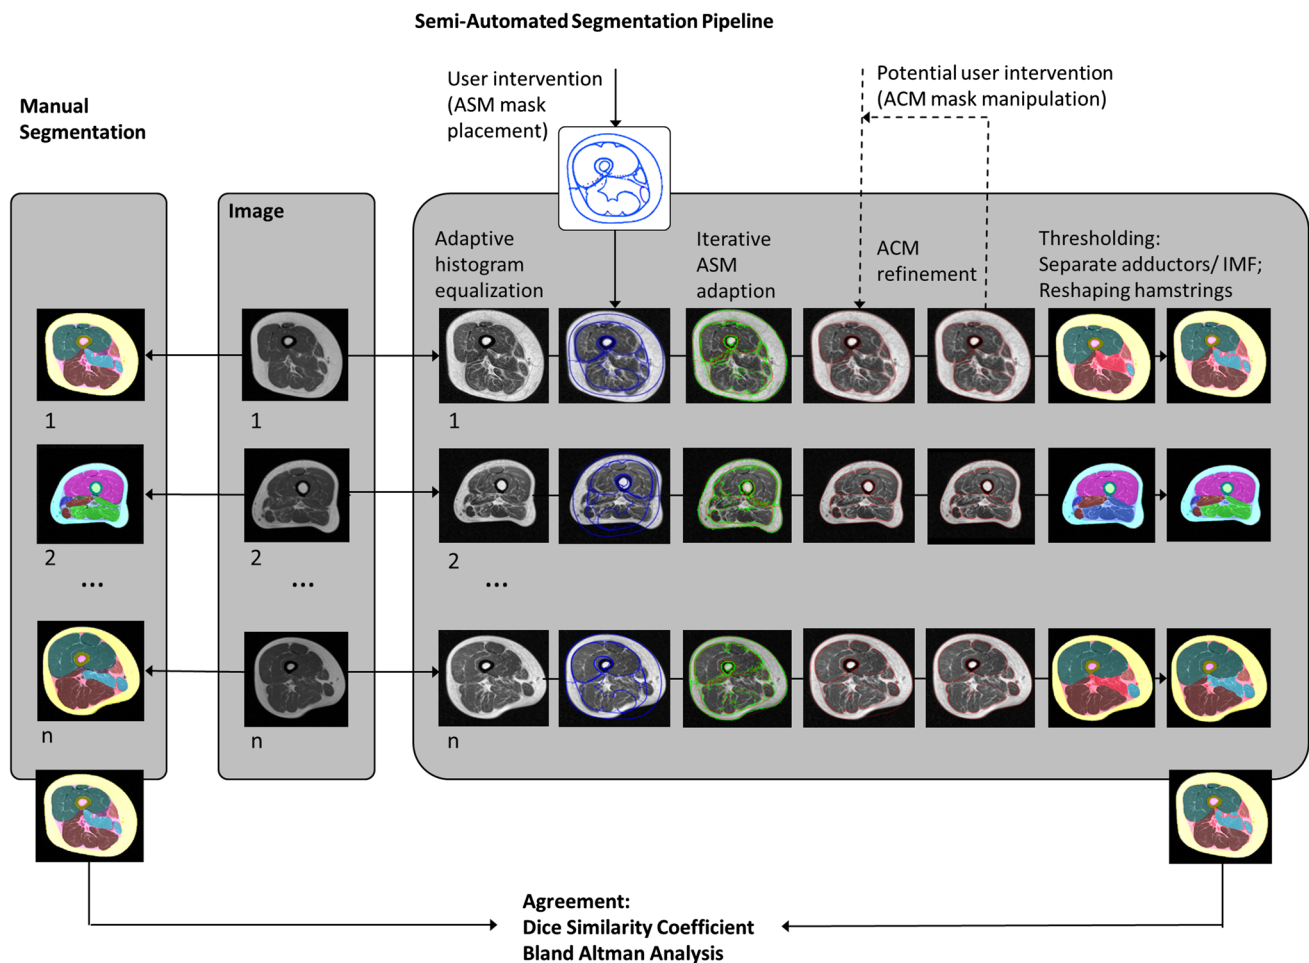 Semi-Automated Segmentation Pipeline
Manual
Segmentation
User intervention
(ASM mask
placement)
Potential user intervention
(ACM mask manipulation)
Image
Adaptive
histogram
equalization
Iterative
ASM
adaption
ACM
refinement
Thresholding:
Separate adductors/ IMF;
Reshaping hamstrings
1
1
1
2
2
2
...
...
...
n
n
n
Agreement:
Dice Similarity Coefficient
Bland Altman Analysis